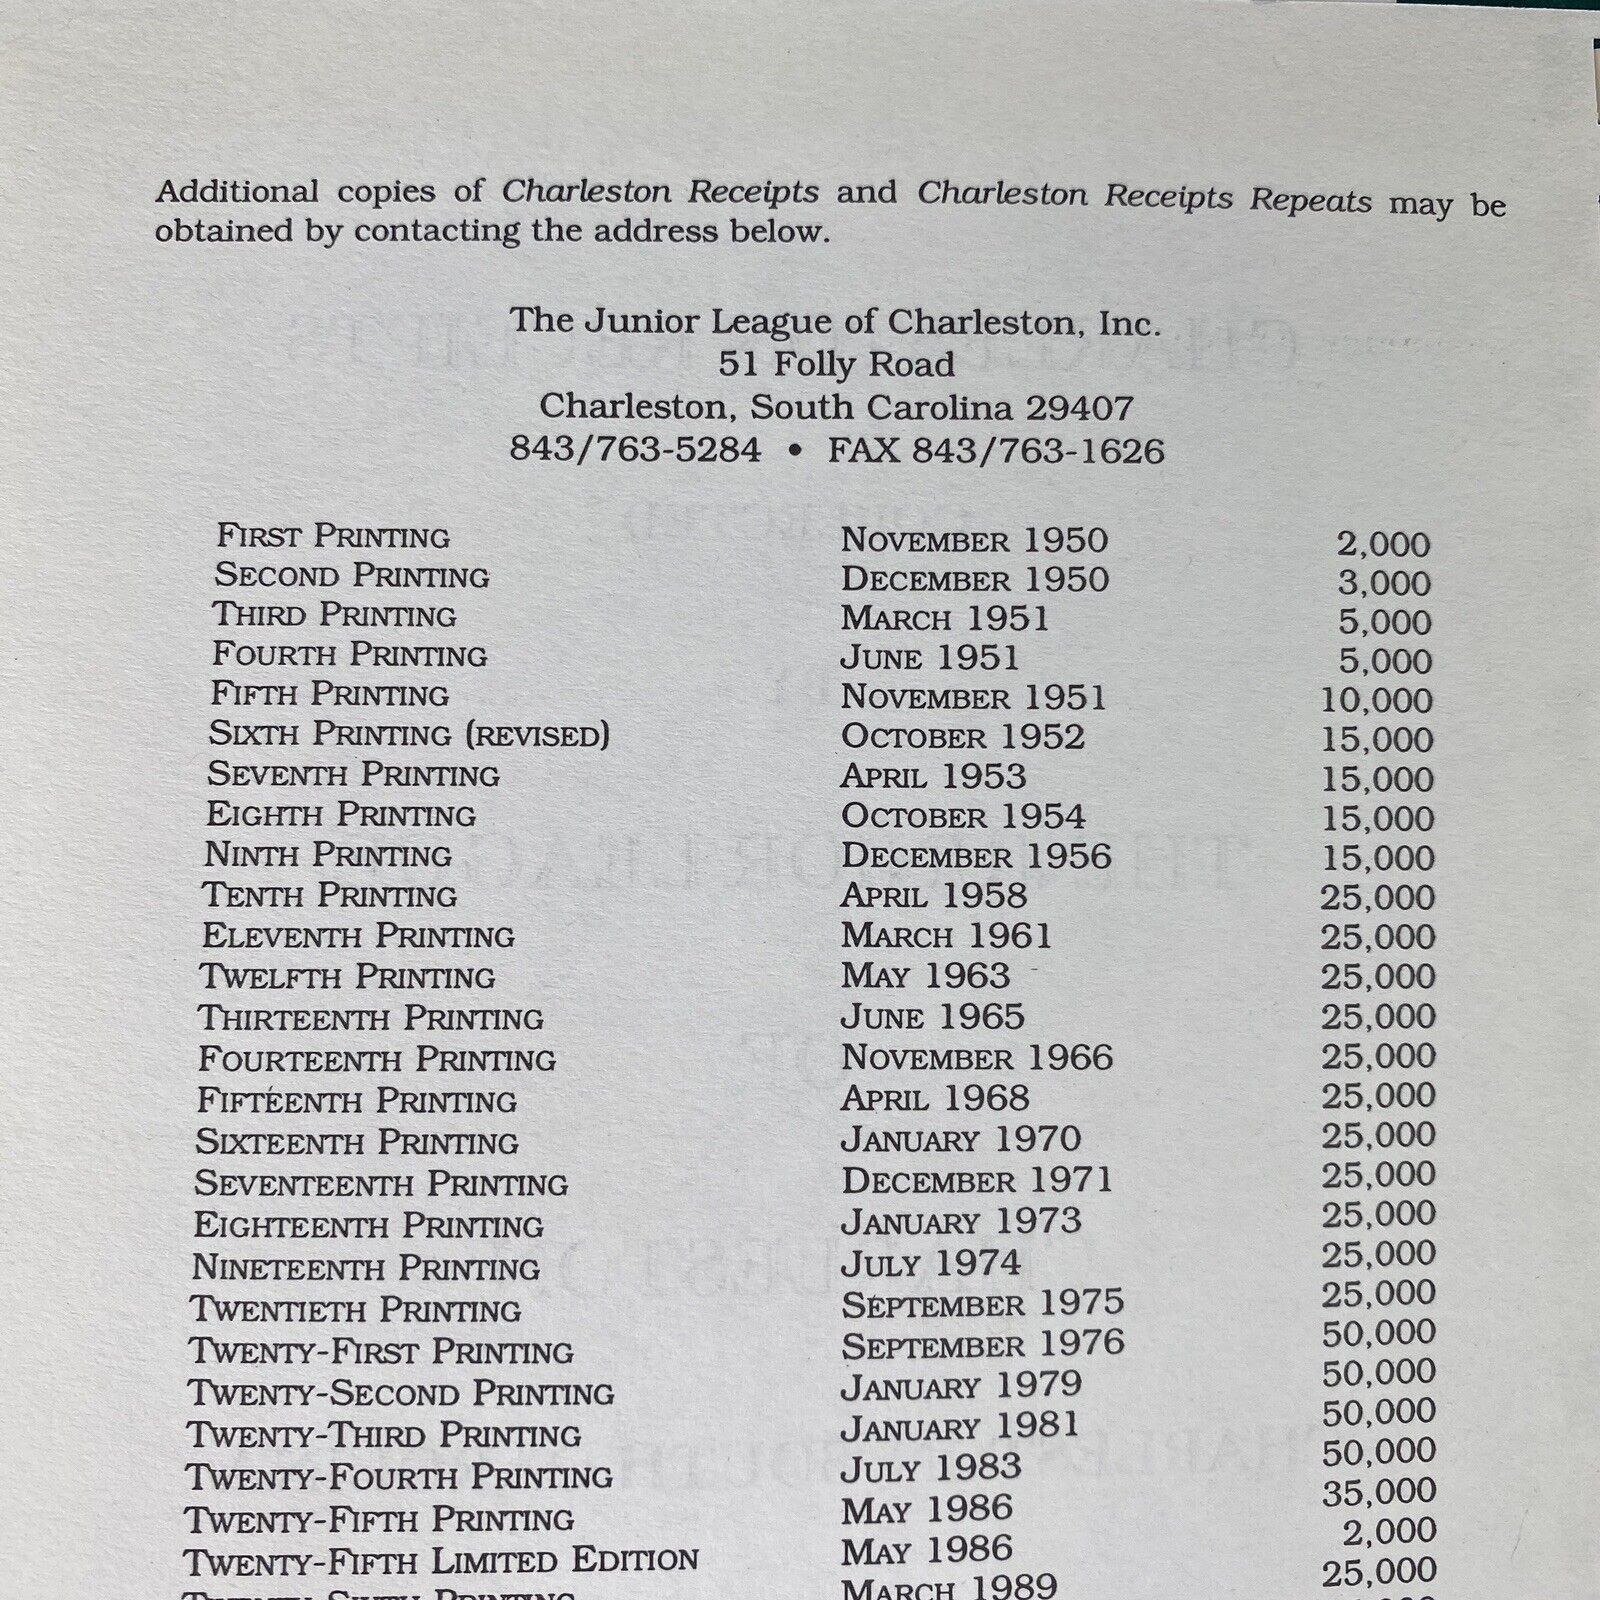 Additional copies of Charleston Receipts and Charleston Receipts Repeats may be
obtained by contacting the address below.
The Junior League of Charleston, Inc.
51 Folly Road
Charleston, South Carolina 29407
843/763-5284 • FAX 843/763-1626
FIRST PRINTING NOVEMBER 1950 2,000
SECOND PRINTING DECEMBER 1950 3,000
THIRD PRINTING MARCH 1951 5,000
FOURTH PRINTING JUNE 1951 5,000
FIFTH PRINTING NOVEMBER 1951 10,000
SIXTH PRINTING (REVISED) OCTOBER 1952 15,000
SEVENTH PRINTING APRIL 1953 15,000
EIGHTH PRINTING OCTOBER 1954 15,000
NINTH PRINTING DECEMBER 1956 15,000
TENTH PRINTING APRIL 1958 25,000
ELEVENTH PRINTING MARCH 1961 25,000
TWELFTH PRINTING MAY 1963 25,000
THIRTEENTH PRINTING JUNE 1965 25,000
FOURTEENTH PRINTING NOVEMBER 1966 25,000
FIFTEENTH PRINTING APRIL 1968 25,000
SIXTEENTH PRINTING JANUARY 1970 25,000
SEVENTEENTH PRINTING DECEMBER 1971 25,000
EIGHTEENTH PRINTING JANUARY 1973 25,000
NINETEENTH PRINTING JULY 1974 25,000
TWENTIETH PRINTING SEPTEMBER 1975 25,000
TWENTY-FIRST PRINTING SEPTEMBER 1976 50,000
TWENTY-SECOND PRINTING JANUARY 1979 50,000
TWENTY-THIRD PRINTING JANUARY 1981 50,000
TWENTY-FOURTH PRINTING JULY 1983 50,000
TWENTY-FIFTH PRINTING MAY 1986 35,000
TWENTY-FIFTH LIMITED EDITION MAY 1986 2,000
TWENTY-SIXTH PRINTING MARCH 1989 25,000